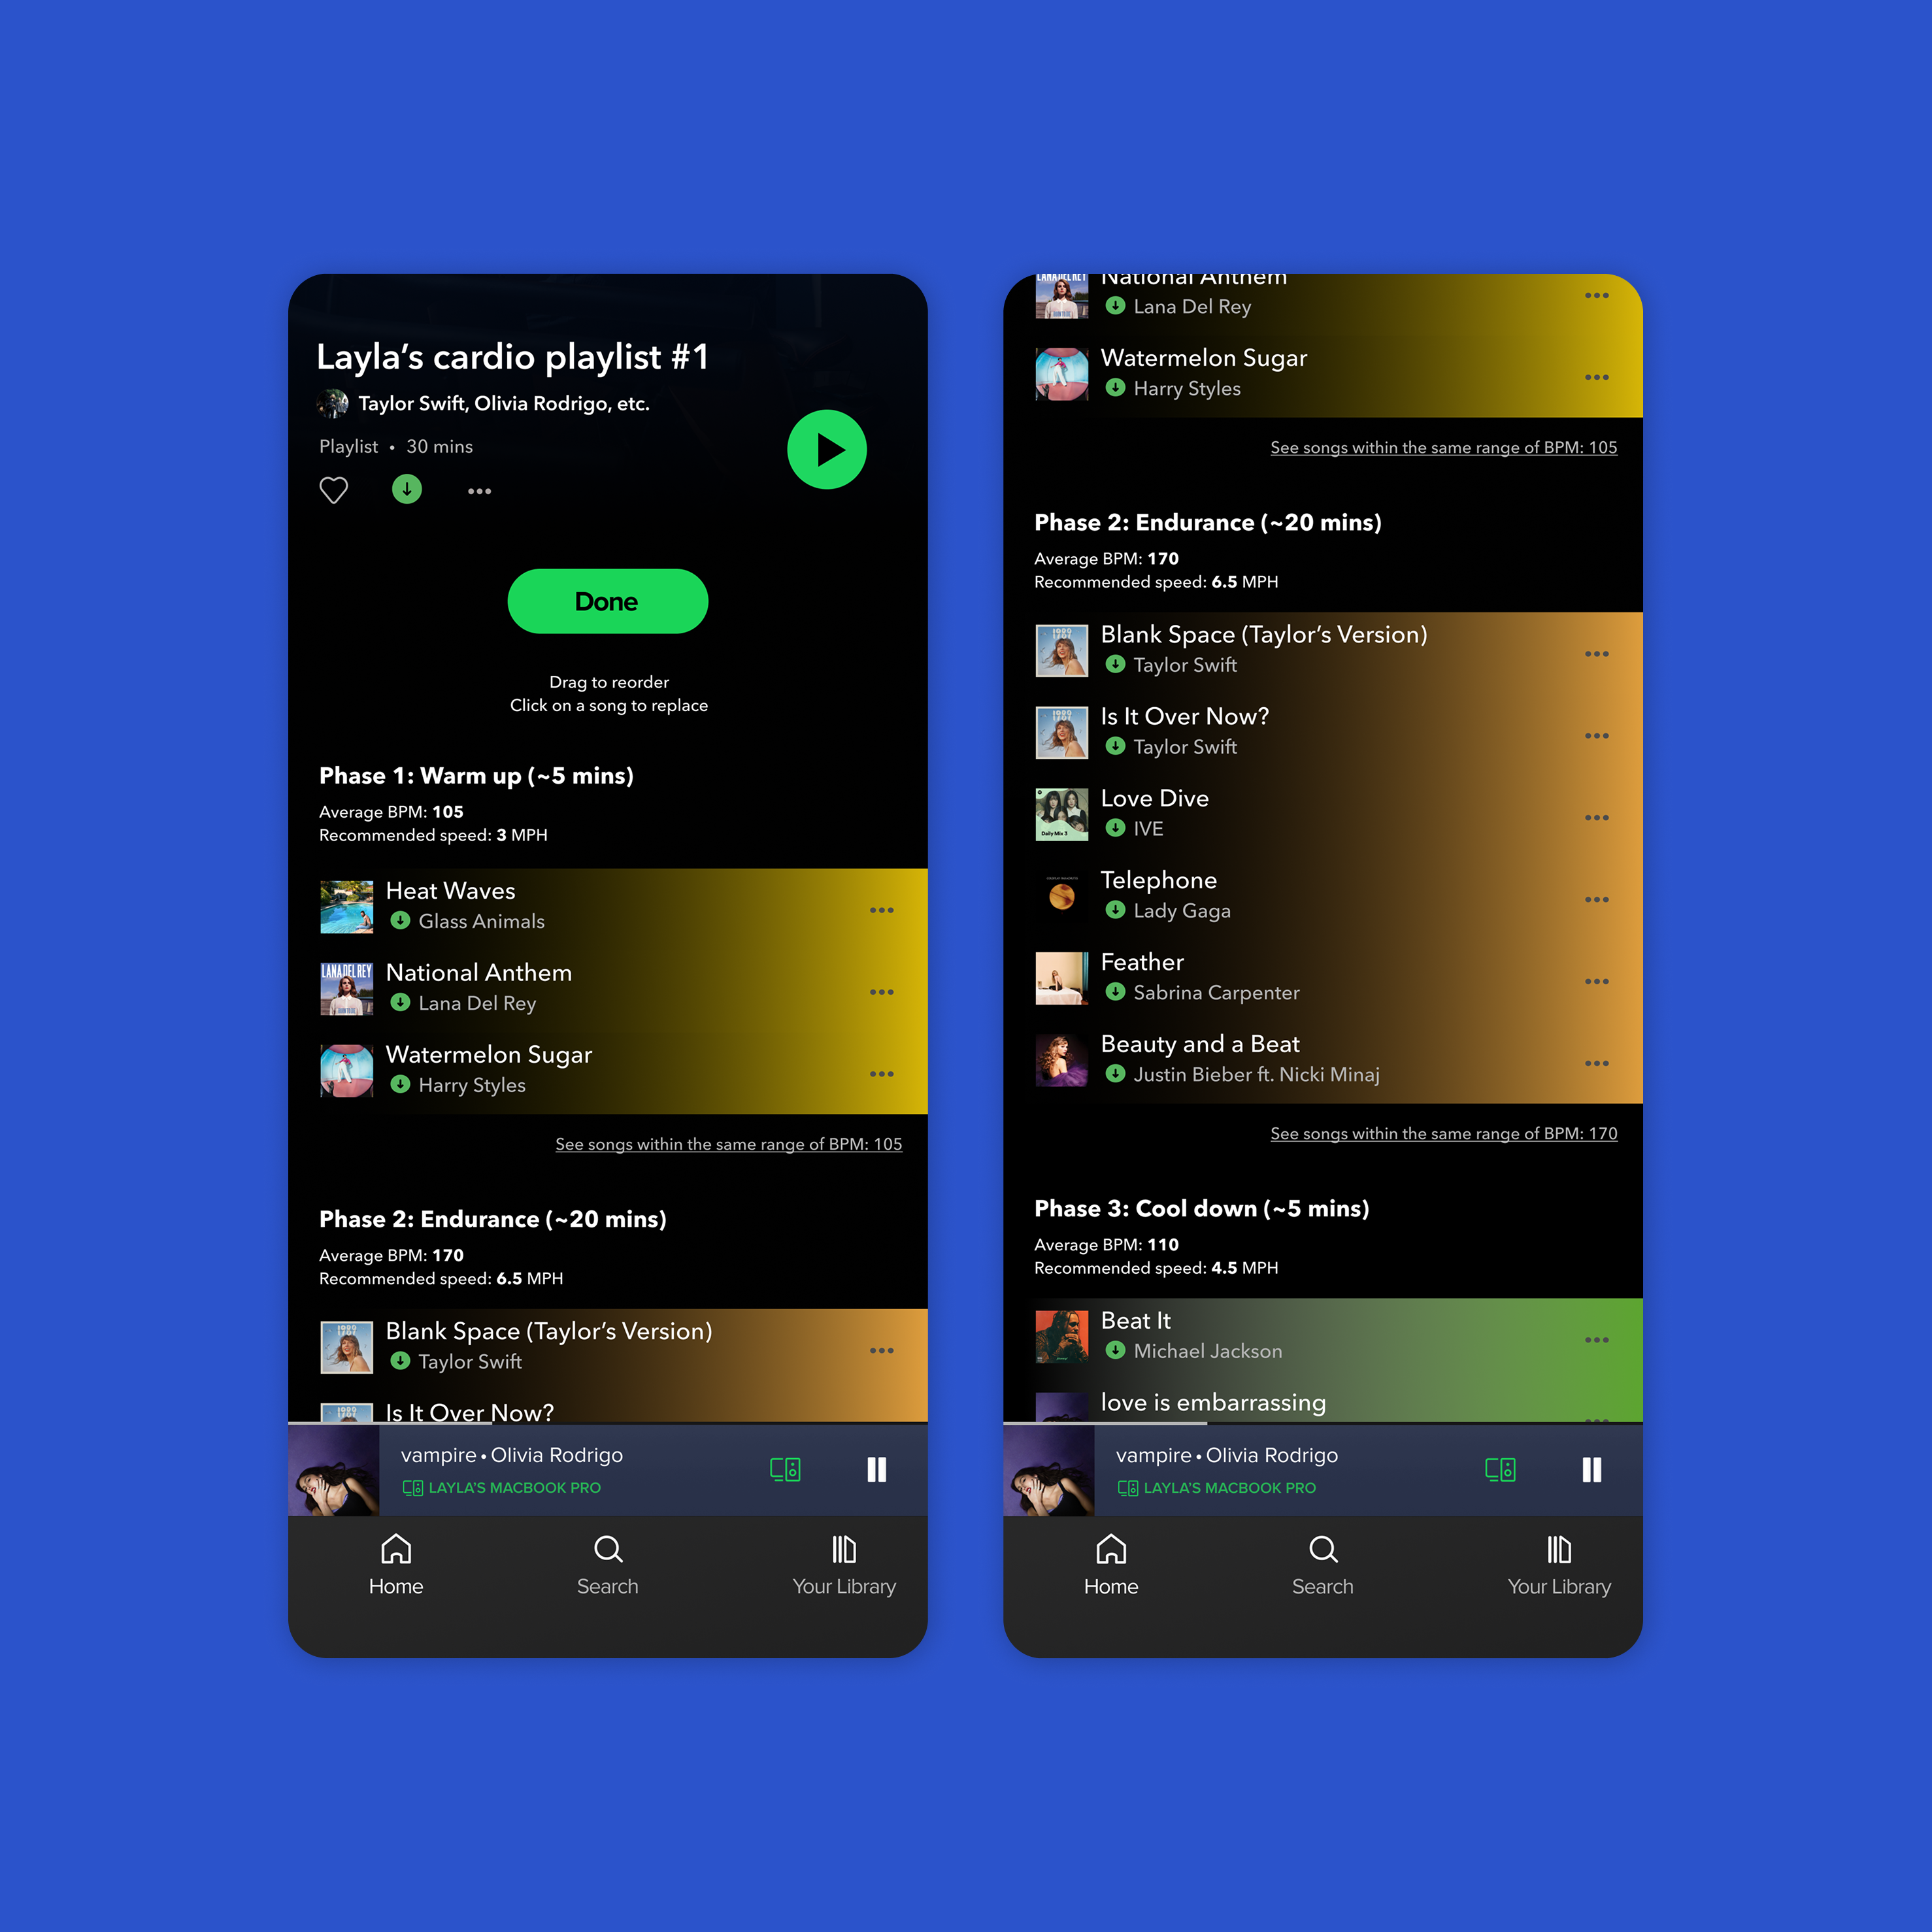 Layla’s cardio playlist #1
Taylor Swift, Olivia Rodrigo, etc.
Playlist • 30 mins
Done
Drag to reorder
Click on a song to replace
Phase 1: Warm up (~5 mins)
Average BPM: 105
Recommended speed: 3 MPH
Heat Waves
Glass Animals
LANA DEL REY
National Anthem
Lana Del Rey
Watermelon Sugar
Harry Styles
See songs within the same range of BPM: 105
Phase 2: Endurance (~20 mins)
Average BPM: 170
Recommended speed: 6.5 MPH
Blank Space (Taylor’s Version)
Taylor Swift
Is It Over Now?
vampire • Olivia Rodrigo
LAYLA’S MACBOOK PRO
Home
Search
Your Library
LANA DEL REY
National Anthem
Lana Del Rey
Watermelon Sugar
Harry Styles
See songs within the same range of BPM: 105
Phase 2: Endurance (~20 mins)
Average BPM: 170
Recommended speed: 6.5 MPH
Blank Space (Taylor’s Version)
Taylor Swift
Is It Over Now?
Taylor Swift
Love Dive
IVE
Daily Mix 3
Telephone
Lady Gaga
Feather
Sabrina Carpenter
Beauty and a Beat
Justin Bieber ft. Nicki Minaj
See songs within the same range of BPM: 170
Phase 3: Cool down (~5 mins)
Average BPM: 110
Recommended speed: 4.5 MPH
Beat It
Michael Jackson
love is embarrassing
vampire • Olivia Rodrigo
LAYLA’S MACBOOK PRO
Home
Search
Your Library